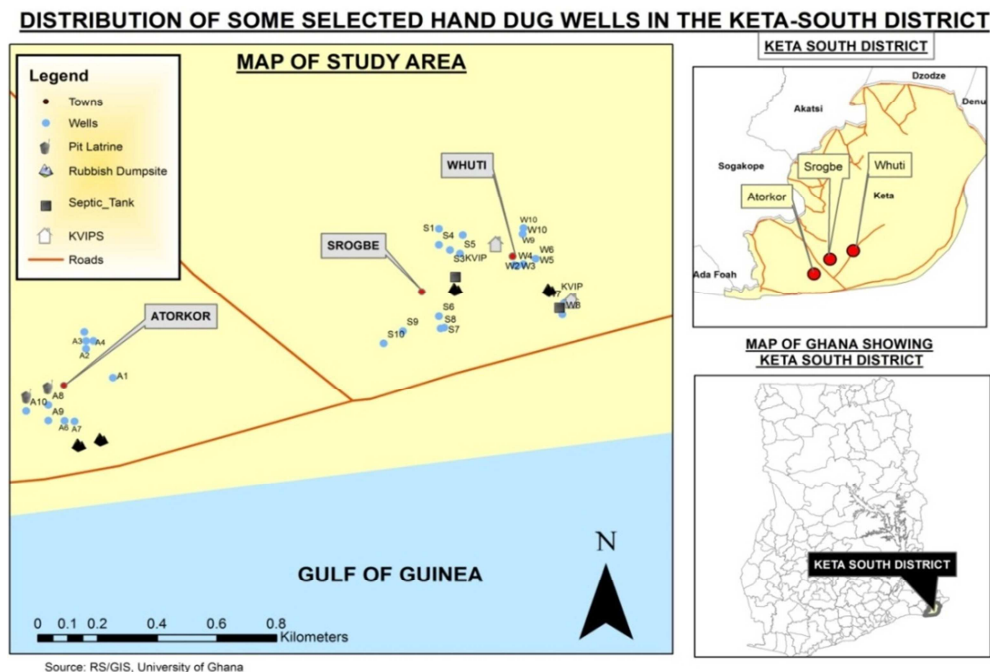 DISTRIBUTION OF SOME SELECTED HAND DUG WELLS IN THE KETA-SOUTH DISTRICT
MAP OF STUDY AREA
Legend
Towns
Wells
Pit Latrine
Rubbish Dumpsite
Septic_Tank
KVIPS
Roads
WHUTI
SROGBE
ATORKOR
S1
S4
S5
S3
KVIP
W10
W10
W9
W4
W6
W2
W3
W5
KVIP
W8
S6
S8
S7
S9
S10
A3
A4
A2
A1
A8
A10
A9
A6
A7
GULF OF GUINEA
N
0 0.1 0.2 0.4 0.6 0.8
Kilometers
Source: RS/GIS, University of Ghana
KETA SOUTH DISTRICT
Dzodze
Denu
Akatsi
Sogakope
Srogbe
Whuti
Atorkor
Keta
Ada Foah
MAP OF GHANA SHOWING
KETA SOUTH DISTRICT
KETA SOUTH DISTRICT